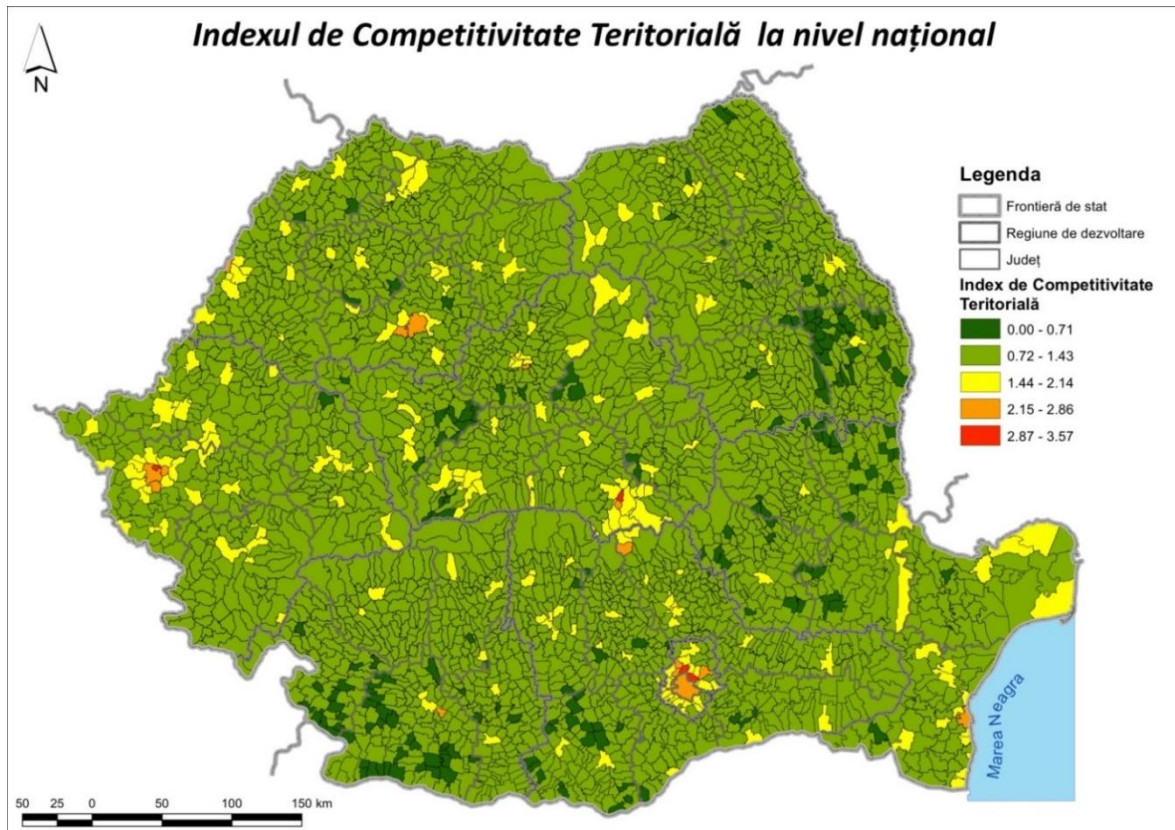 Indexul de Competitivitate Teritorială la nivel național
N
Legenda
Frontieră de stat
Regiune de dezvoltare
Județ
Index de Competitivitate
Teritorială
0.00 - 0.71
0.72 - 1.43
1.44 - 2.14
2.15 - 2.86
2.87 - 3.57
Marea Neagra
50 25 0 50 100 150 km